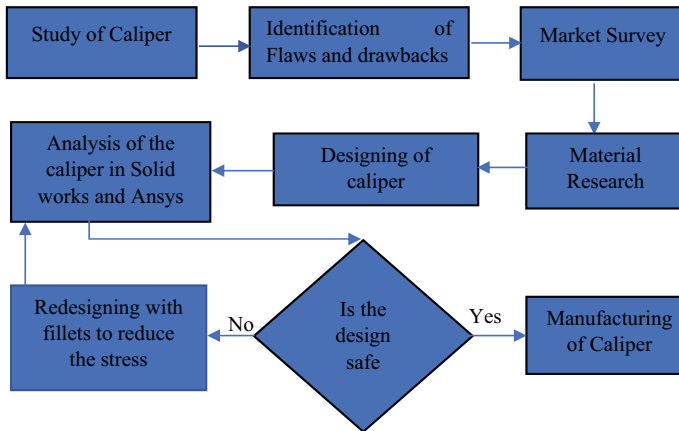 Study of Caliper
Identification of
Flaws and drawbacks
Market Survey
Analysis of the
caliper in Solid
works and Ansys
Designing of
caliper
Material
Research
Redesigning with
fillets to reduce
the stress
No
Is the
design
safe
Yes
Manufacturing
of Caliper